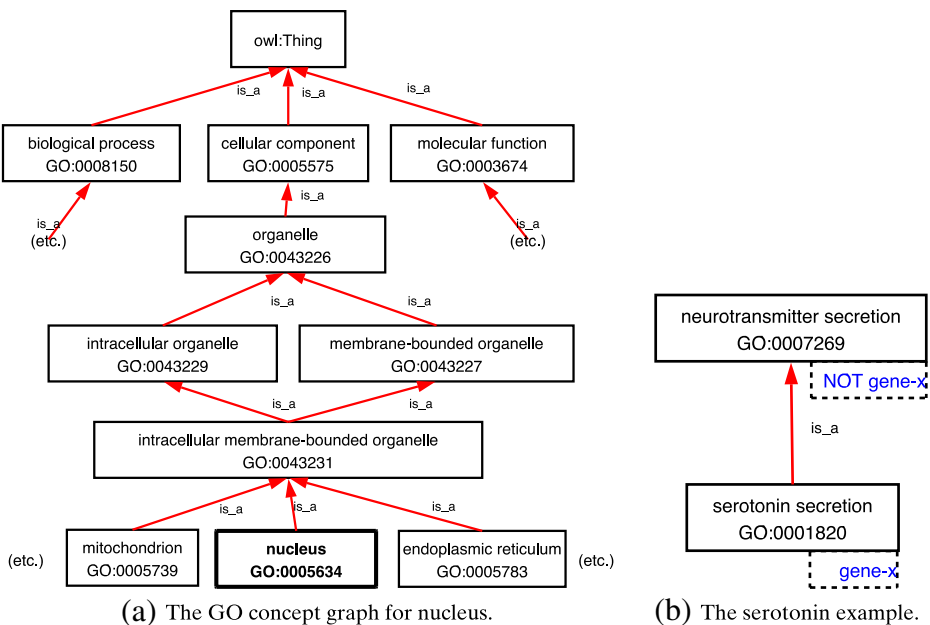 owl:Thing
is_a
is_a
is_a
biological process
GO:0008150
cellular component
GO:0005575
molecular function
GO:0003674
is_a
is_a
(etc.)
is_a
(etc.)
organelle
GO:0043226
is_a
is_a
intracellular organelle
GO:0043229
membrane-bounded organelle
GO:0043227
is_a
is_a
intracellular membrane-bounded organelle
GO:0043231
is_a
is_a
is_a
(etc.)
mitochondrion
GO:0005739
nucleus
GO:0005634
endoplasmic reticulum
GO:0005783
(etc.)
(a) The GO concept graph for nucleus.
neurotransmitter secretion
GO:0007269
NOT gene-x
is_a
serotonin secretion
GO:0001820
gene-x
(b) The serotonin example.